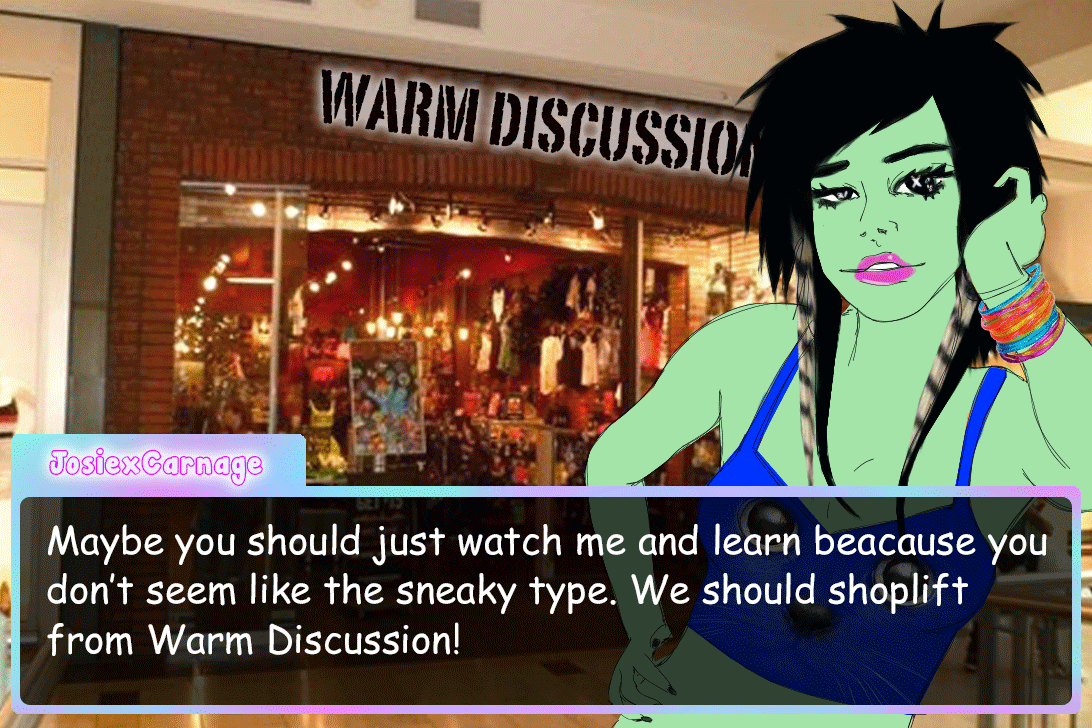 WARM DISCUSSION
JosiexCarnage
Maybe you should just watch me and learn beacause you
don't seem like the sneaky type. We should shoplift
from Warm Discussion!